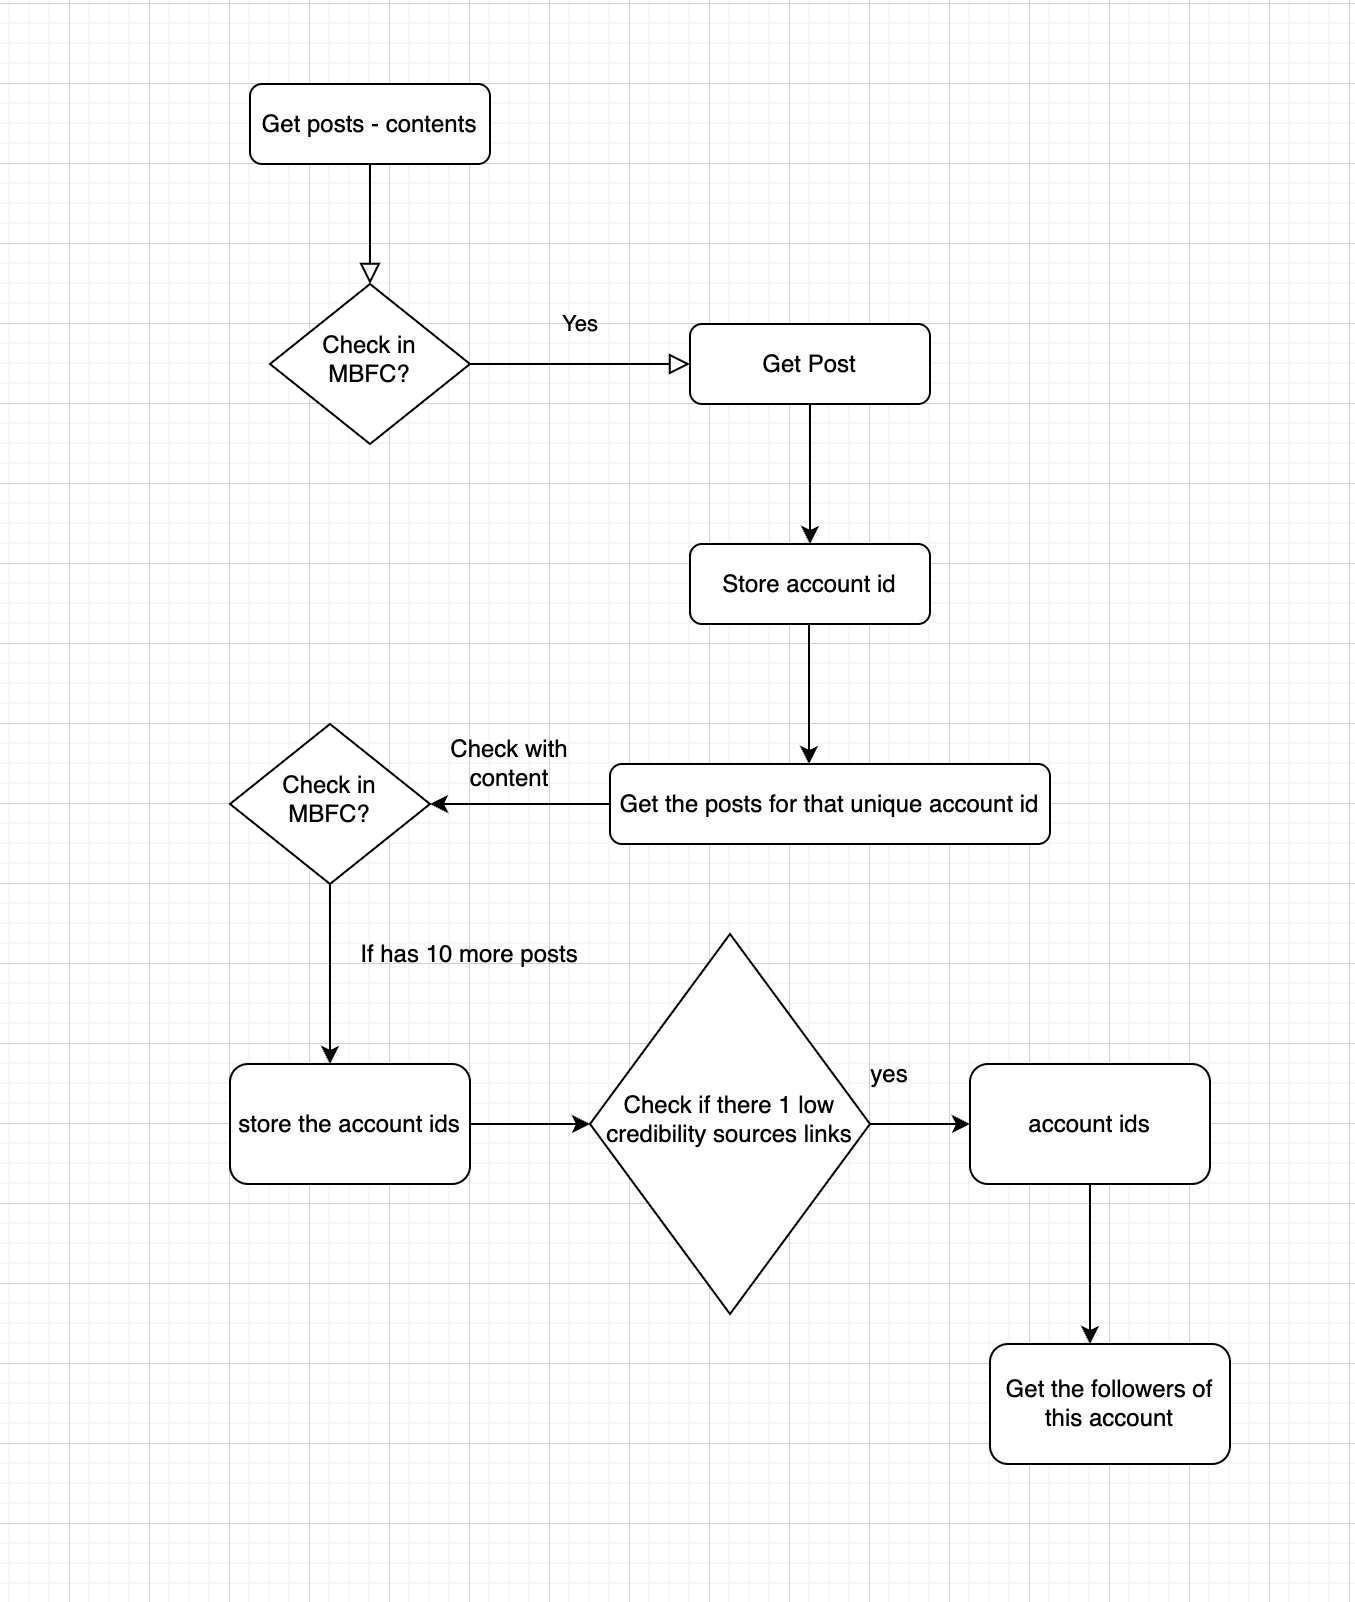 Get posts - contents
Check in
MBFC?
Yes
Get Post
Store account id
Get the posts for that unique account id
Check with
content
Check in
MBFC?
If has 10 more posts
store the account ids
Check if there 1 low
credibility sources links
yes
account ids
Get the followers of
this account